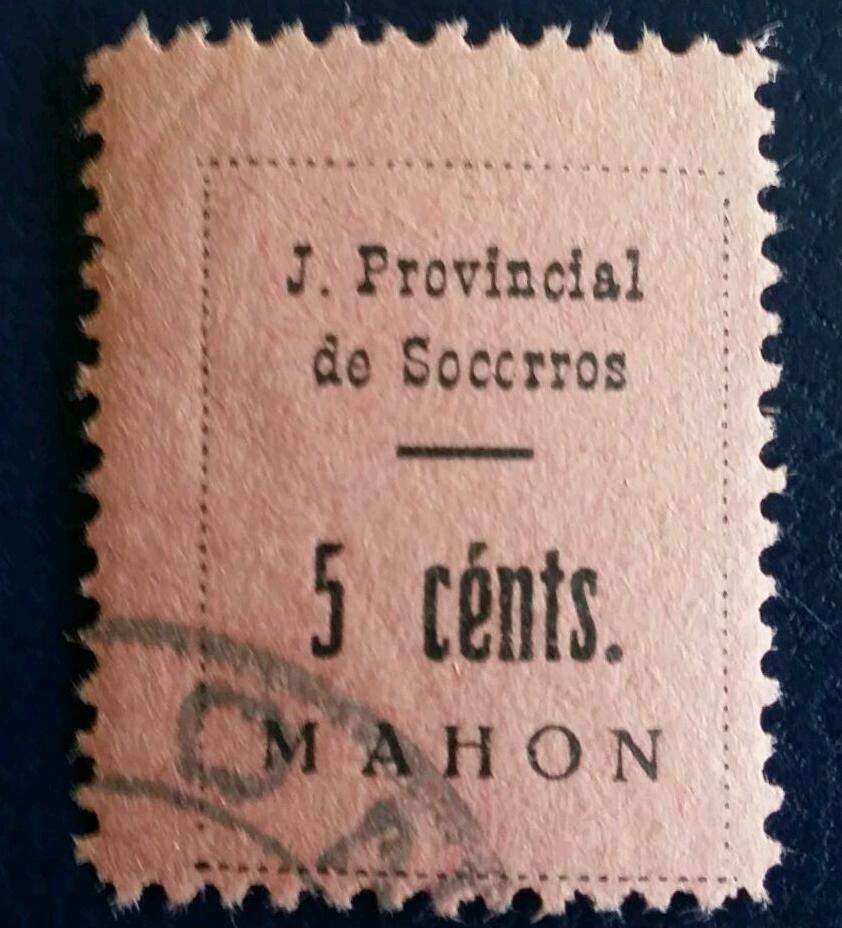 J. Provincial
de Soccrros
5 cénts.
MAHON